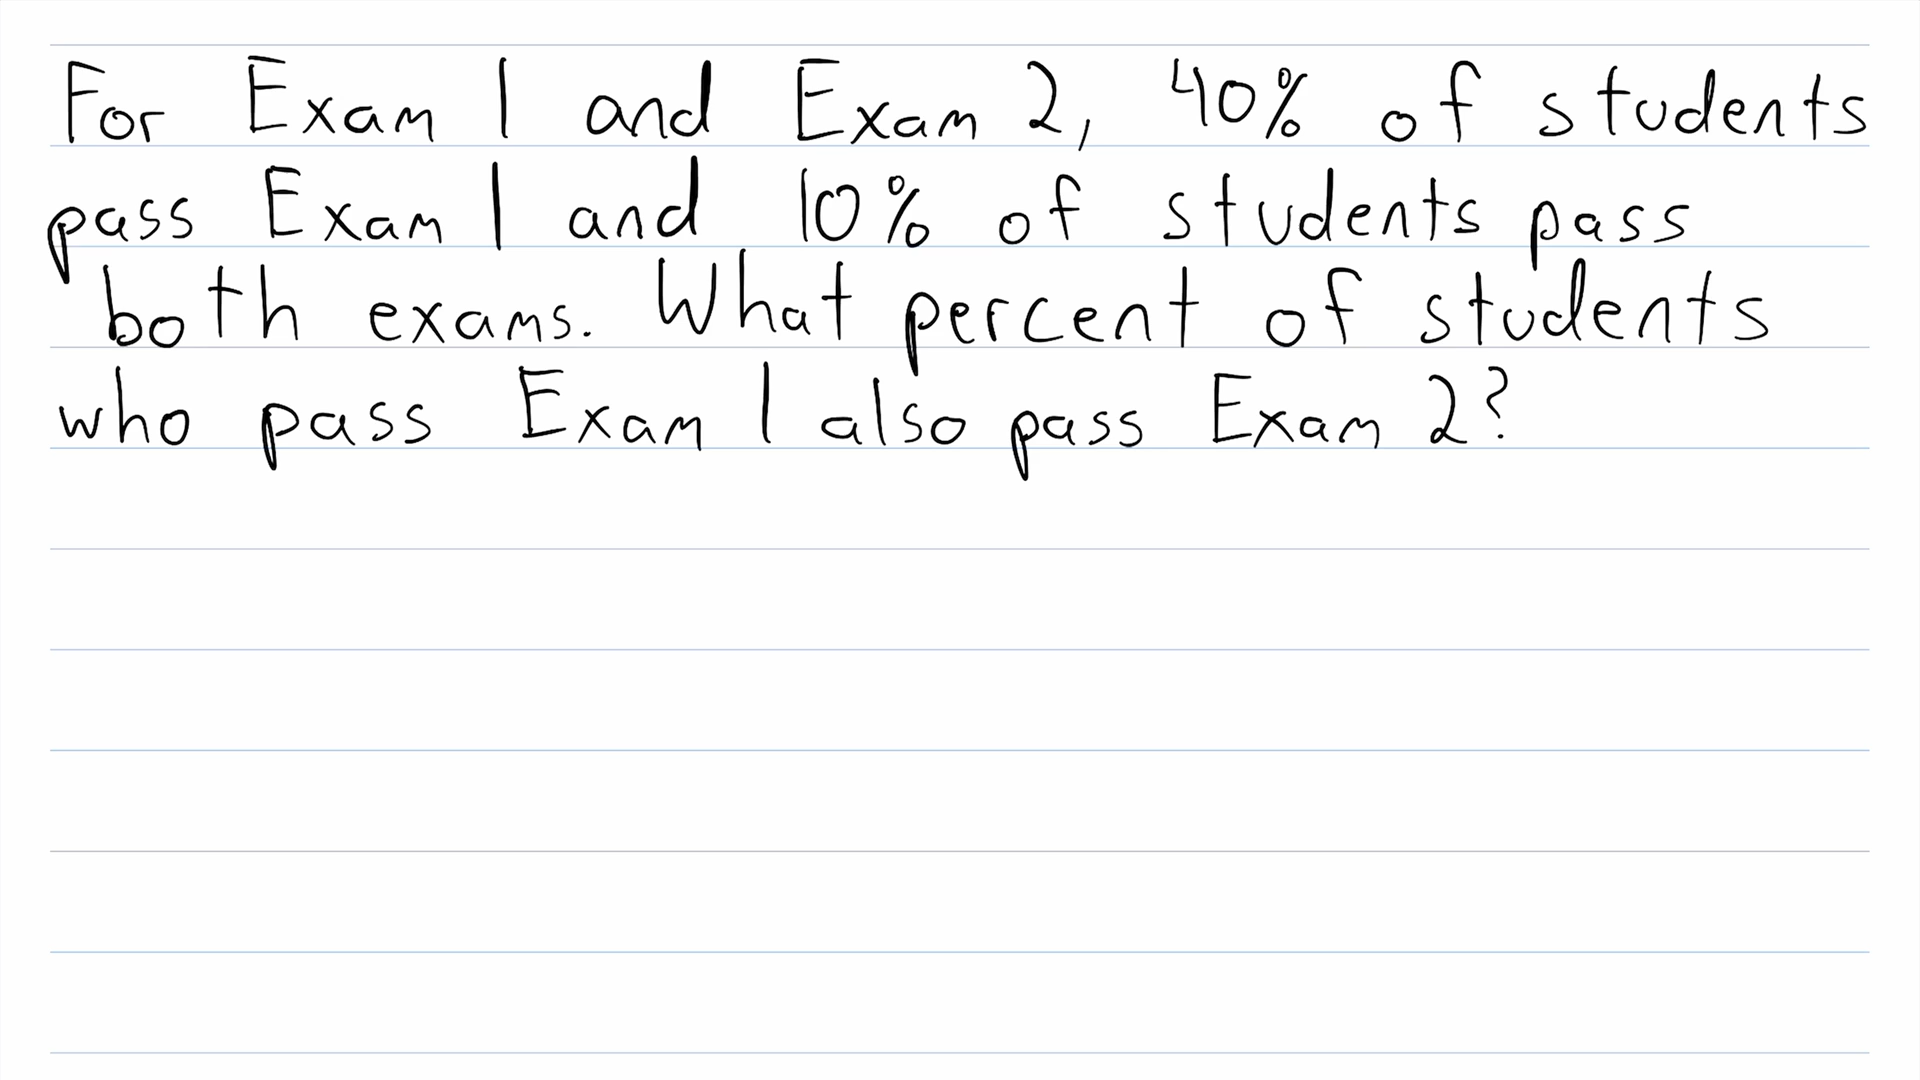 For Exam 1 and Exam 2, 40% of students
pass Exam 1 and 10% of students pass
both exams. What percent of students
who pass Exam 1 also pass Exam 2?